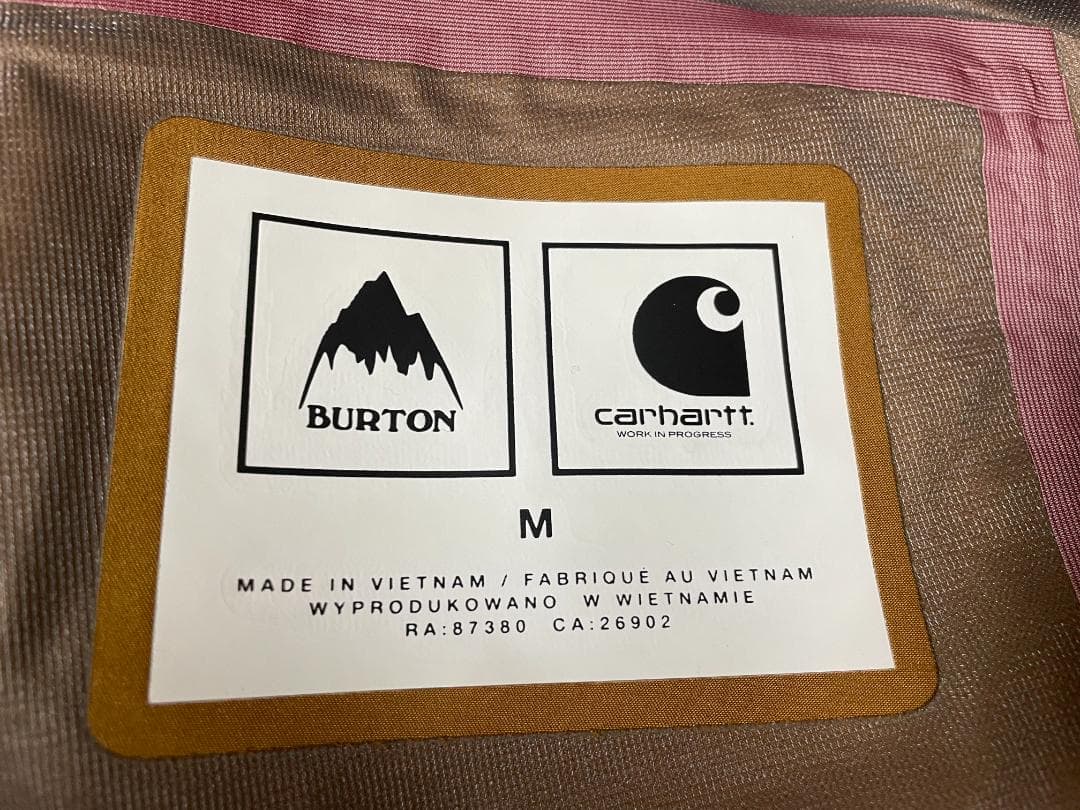 BURTON
carhartt.
WORK IN PROGRESS
M
MADE IN VIETNAM / FABRIQUÉ AU VIETNAM
WYPRODUKOWANO W WIETNAMIE
RA:87380 CA:26902